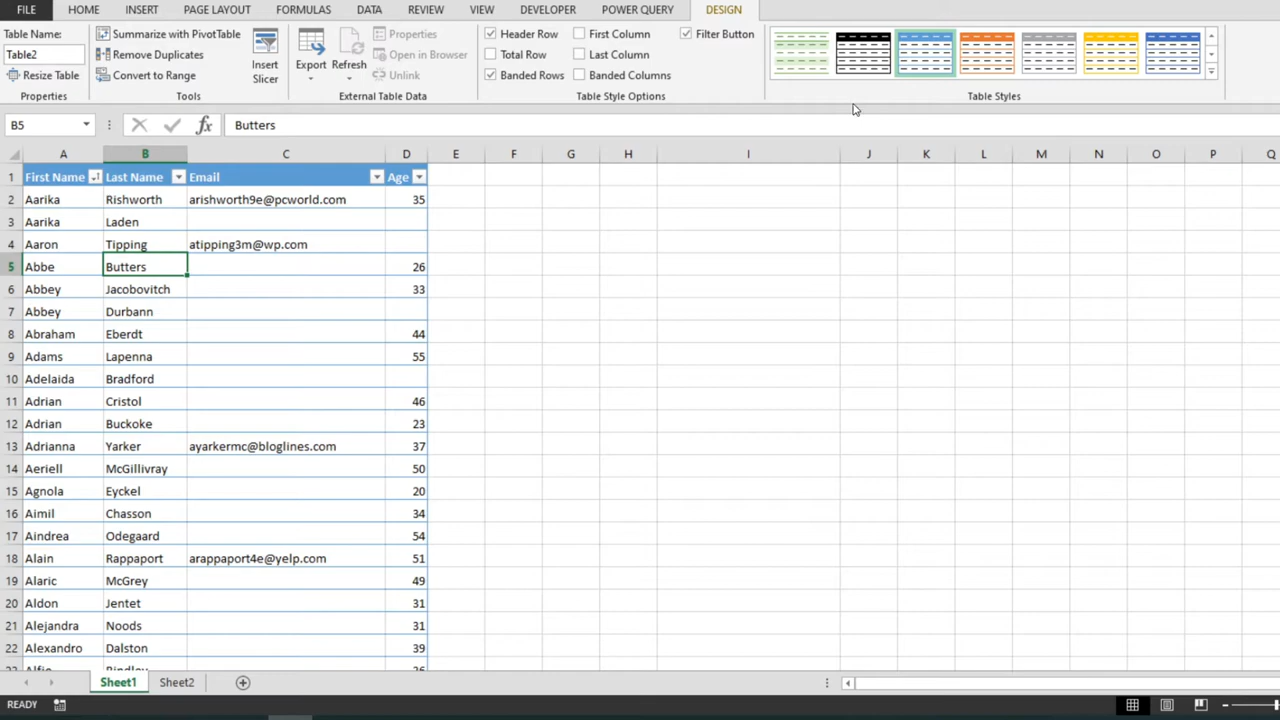 FILE HOME INSERT PAGE LAYOUT FORMULAS DATA REVIEW VIEW DEVELOPER POWER QUERY DESIGN
Table Name:
Table2
Resize Table
Properties
Summarize with PivotTable
Remove Duplicates
Convert to Range
Tools
Insert
Slicer
Export
Refresh
Properties
Open in Browser
Unlink
External Table Data
Header Row
Total Row
Banded Rows
First Column
Last Column
Banded Columns
Filter Button
Table Style Options
Table Styles
B5 fx Butters
A B C D E F G H I J K L M N O P Q
1 First Name Last Name Email Age
2 Aarika Rishworth arishworth9e@pcworld.com 35
3 Aarika Laden
4 Aaron Tipping atipping3m@wp.com
5 Abbe Butters 26
6 Abbey Jacobovitch 33
7 Abbey Durbann
8 Abraham Eberdt 44
9 Adams Lapenna 55
10 Adelaida Bradford
11 Adrian Cristol 46
12 Adrian Buckoke 23
13 Adrianna Yarker ayarkermc@bloglines.com 37
14 Aeriell McGillivray 50
15 Agnola Eyckel 20
16 Aimil Chasson 34
17 Aindrea Odegaard 54
18 Alain Rappaport arappaport4e@yelp.com 51
19 Alaric McGrey 49
20 Aldon Jentet 31
21 Alejandra Noods 31
22 Alexandro Dalston 39
Sheet1 Sheet2
READY